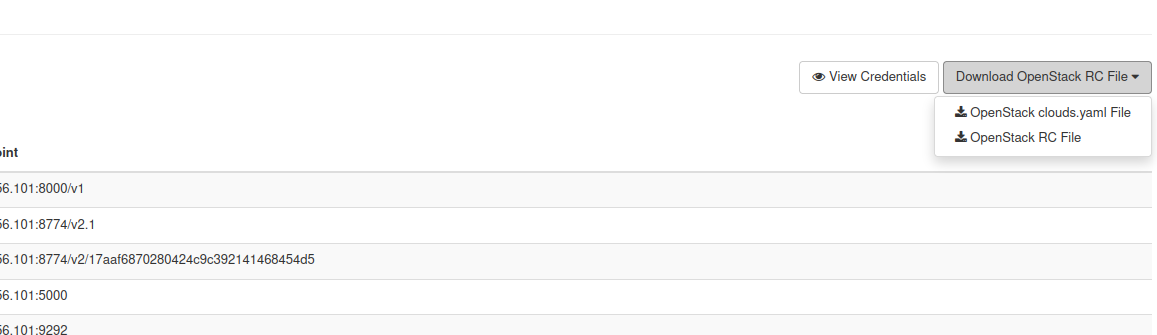 View Credentials
Download OpenStack RC File
OpenStack clouds.yaml File
OpenStack RC File
oint
56.101:8000/v1
56.101:8774/v2.1
56.101:8774/v2/17aaf6870280424c9c392141468454d5
56.101:5000
56.101:9292